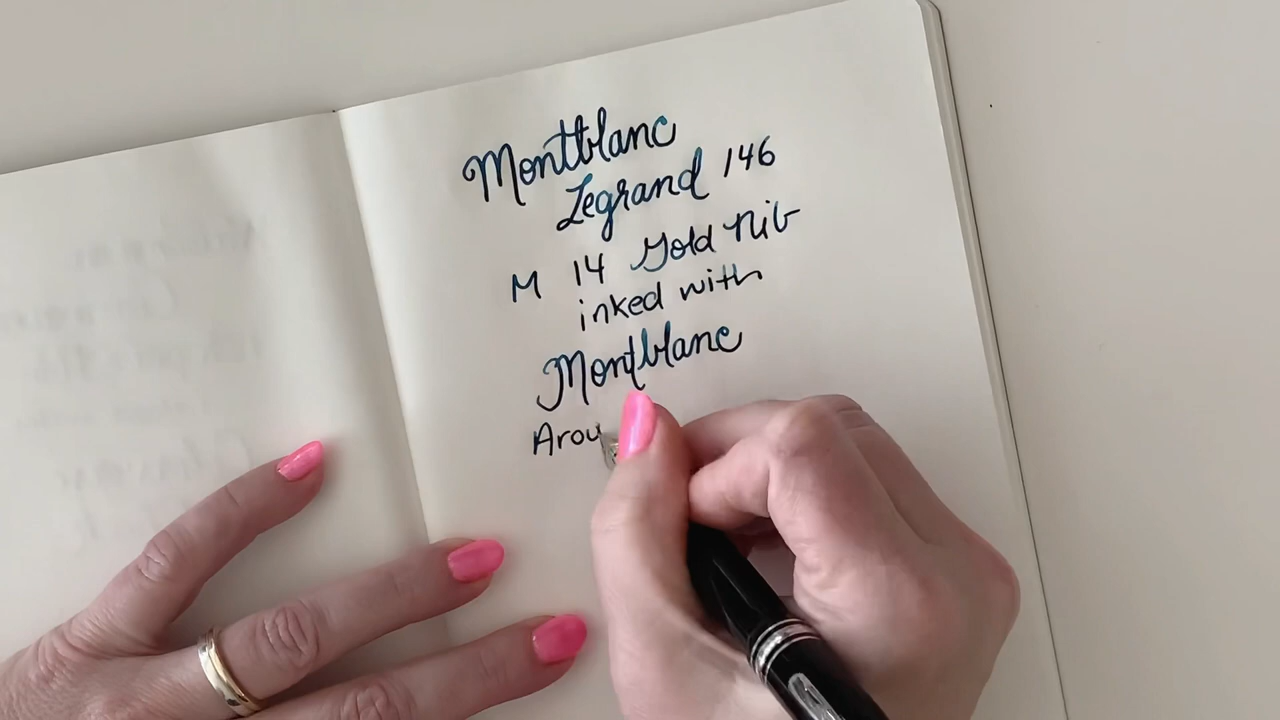 Montblanc
Legrand 146
M 14 Gold Nib
inked with
Montblanc
Arou